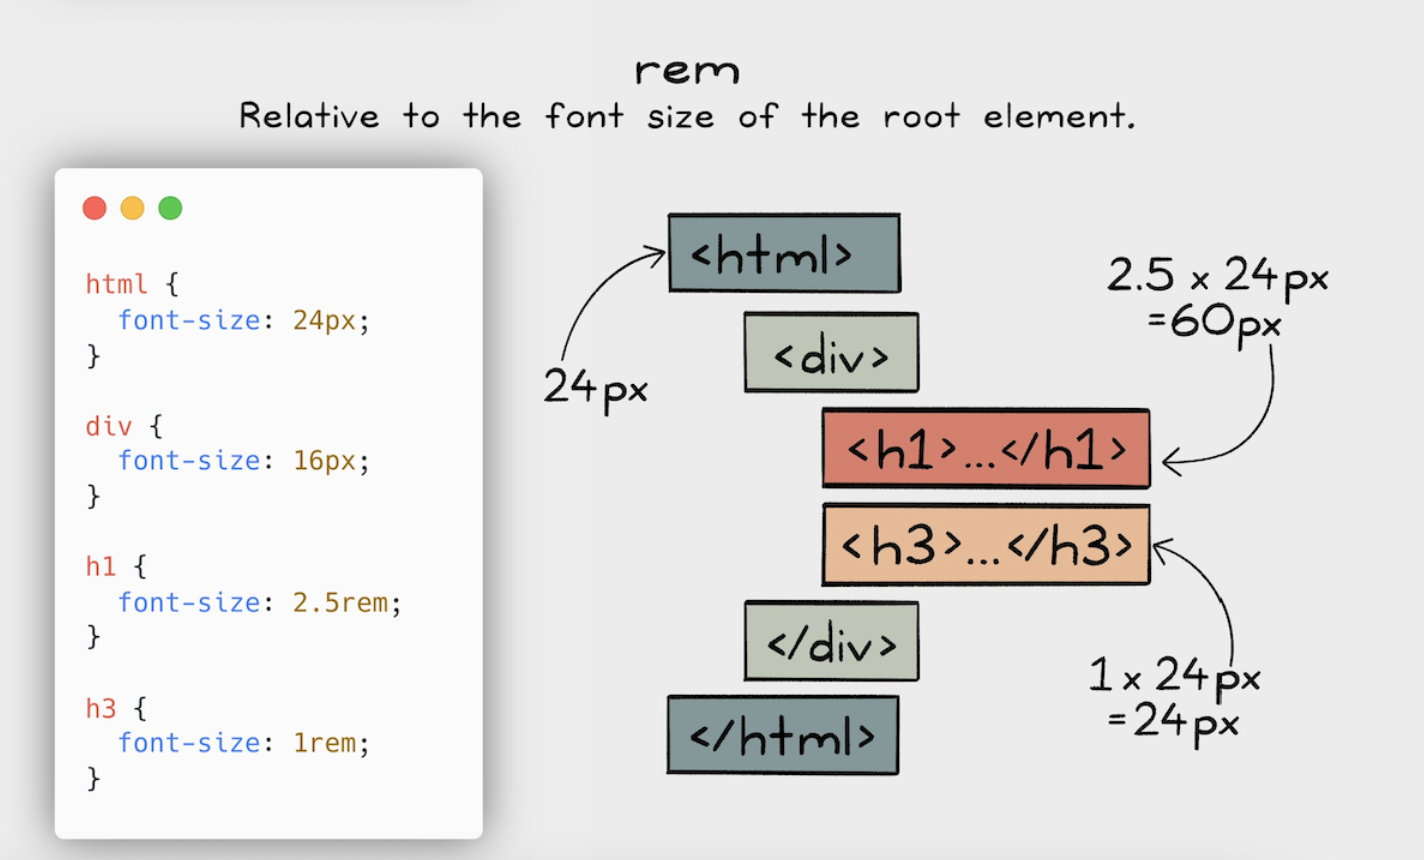 rem
Relative to the font size of the root element.
html {
  font-size: 24px;
}
div {
  font-size: 16px;
}
h1 {
  font-size: 2.5rem;
}
h3 {
  font-size: 1rem;
}
<html>
24px
<div>
2.5 x 24px
=60px
<h1>...</h1>
<h3>...</h3>
1 x 24px
=24px
</div>
</html>